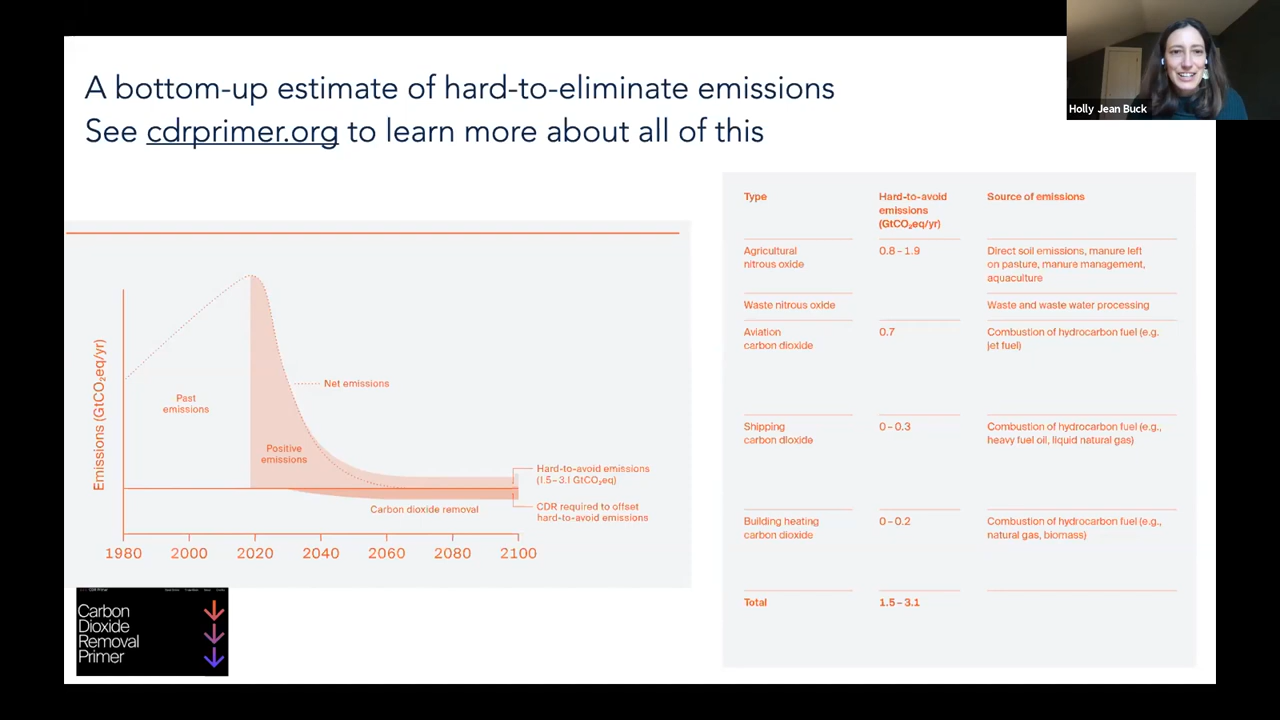 A bottom-up estimate of hard-to-eliminate emissions
See cdrprimer.org to learn more about all of this
Holly Jean Buck
Emissions (GtCO₂eq/yr)
Past
emissions
Positive
emissions
Net emissions
Hard-to-avoid emissions
(1.5–3.1 GtCO₂eq)
CDR required to offset
hard-to-avoid emissions
Carbon dioxide removal
1980 2000 2020 2040 2060 2080 2100
Carbon
Dioxide
Removal
Primer
Type
Hard-to-avoid
emissions
(GtCO₂eq/yr)
Source of emissions
Agricultural
nitrous oxide
0.8 – 1.9
Direct soil emissions, manure left
on pasture, manure management,
aquaculture
Waste nitrous oxide
Waste and waste water processing
Aviation
carbon dioxide
0.7
Combustion of hydrocarbon fuel (e.g.
jet fuel)
Shipping
carbon dioxide
0 – 0.3
Combustion of hydrocarbon fuel (e.g.,
heavy fuel oil, liquid natural gas)
Building heating
carbon dioxide
0 – 0.2
Combustion of hydrocarbon fuel (e.g.,
natural gas, biomass)
Total
1.5 – 3.1